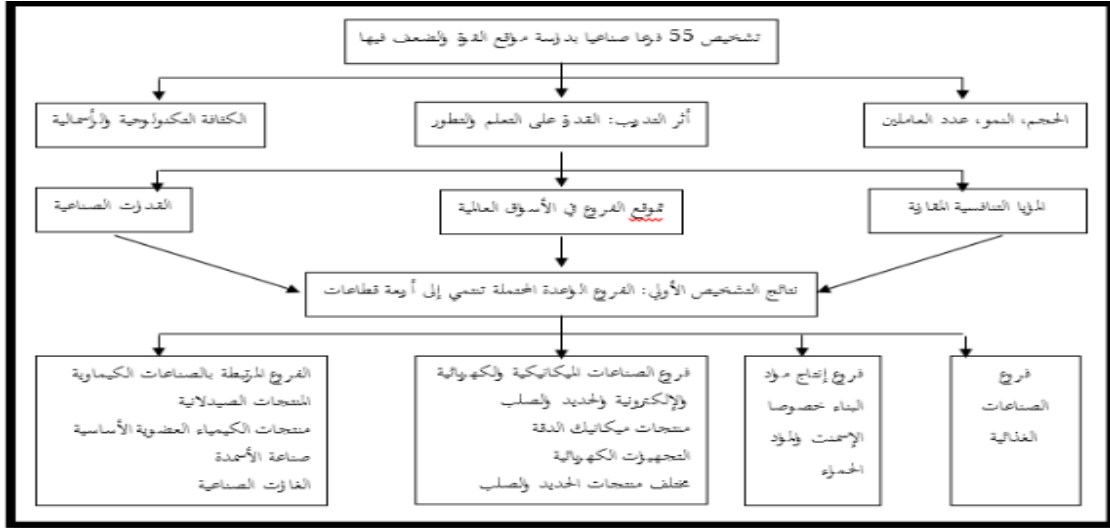 تشخيص 55 فرعا صناعيا بدراسة مواقع القوة والضعف فيها
الحجم، النمو، عدد العاملين
أثر التدريب: القدرة على التعلم والتطور
الكثافة التكنولوجية والرأسمالية
المزايا التنافسية المقارنة
تموقع الفروع في الأسواق العالمية
القدرات الصناعية
نتائج التشخيص الأولي: الفروع الواعدة المحتملة تنتمي إلى أربعة قطاعات
فروع
الصناعات
الغذائية
فروع إنتاج مواد
البناء خصوصا
الإسمنت والمواد
الحمراء
فروع الصناعات الميكانيكية والكهربائية
والإلكترونية والحديد والصلب
منتجات ميكانيك الدقة
التجهيزات الكهربائية
مختلف منتجات الحديد والصلب
الفروع المرتبطة بالصناعات الكيماوية
المنتجات الصيدلانية
منتجات الكيمياء العضوية الأساسية
صناعة الأسمدة
الغازات الصناعية